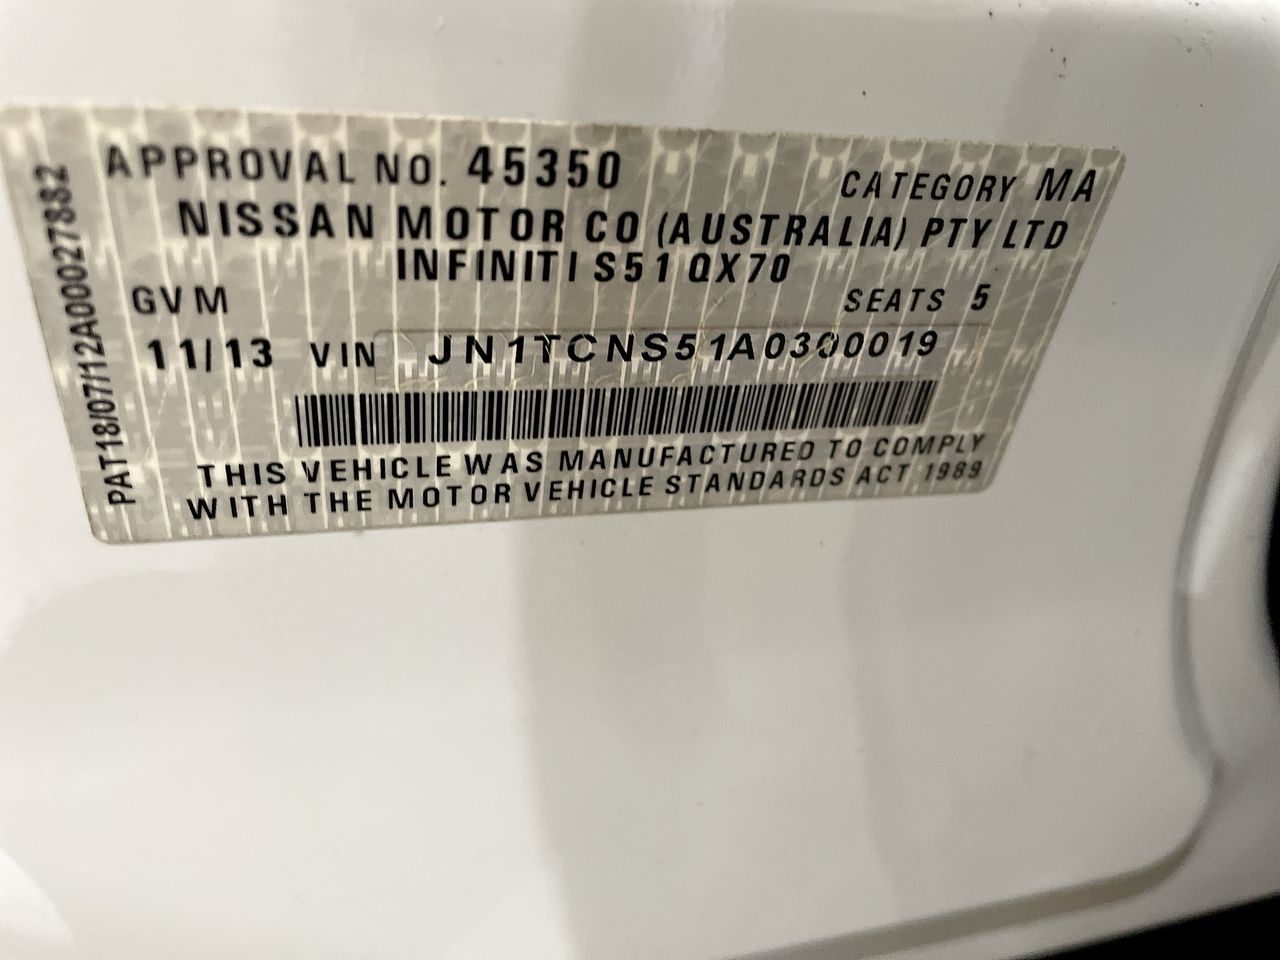 PAT18/07/12A000027882
APPROVAL NO. 45350 CATEGORY MA
NISSAN MOTOR CO (AUSTRALIA) PTY LTD
INFINITI S51 QX70
GVM SEATS 5
11/13 VIN JN1TCNS51A0300019
THIS VEHICLE WAS MANUFACTURED TO COMPLY
WITH THE MOTOR VEHICLE STANDARDS ACT 1989